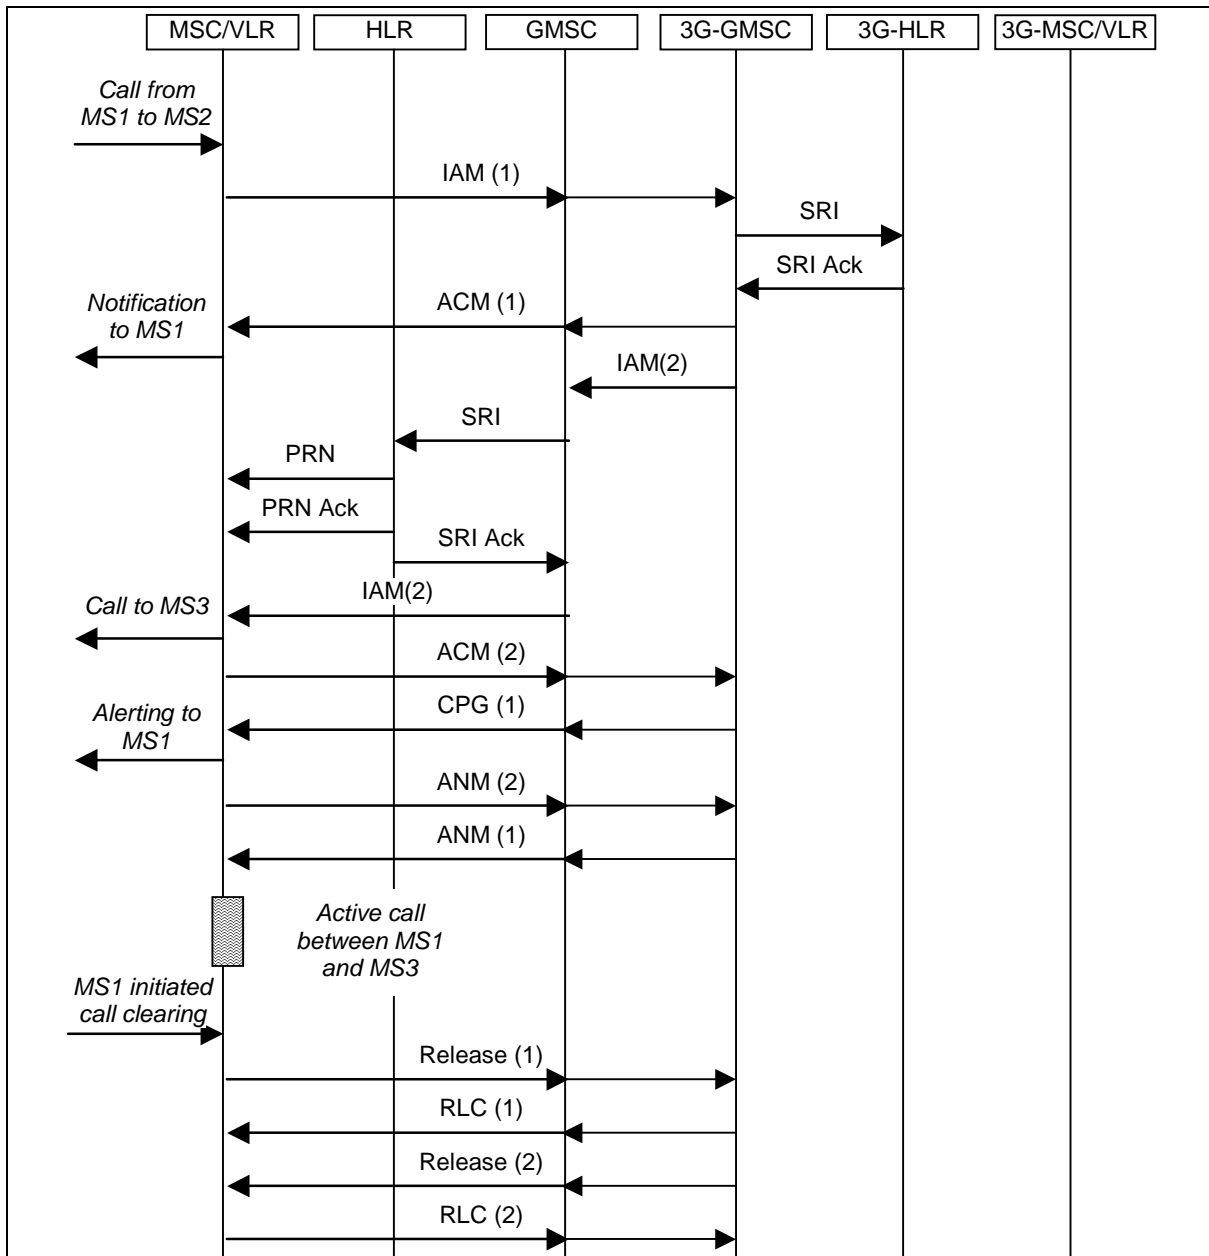 MSC/VLR
HLR
GMSC
3G-GMSC
3G-HLR
3G-MSC/VLR
Call from
MS1 to MS2
IAM (1)
SRI
SRI Ack
Notification
to MS1
ACM (1)
IAM(2)
SRI
PRN
PRN Ack
SRI Ack
IAM(2)
Call to MS3
ACM (2)
CPG (1)
Alerting to
MS1
ANM (2)
ANM (1)
Active call
between MS1
and MS3
MS1 initiated
call clearing
Release (1)
RLC (1)
Release (2)
RLC (2)